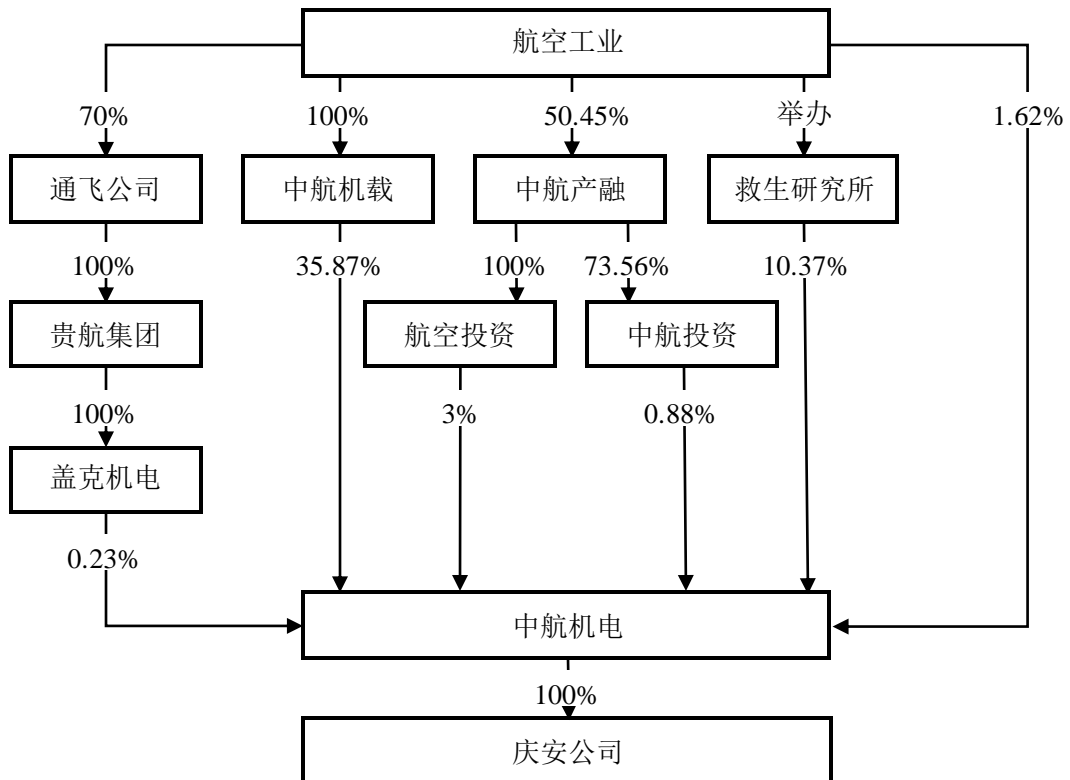 航空工业
70%
100%
50.45%
举办
1.62%
通飞公司
中航机载
中航产融
救生研究所
100%
35.87%
100%
73.56%
10.37%
贵航集团
航空投资
中航投资
100%
3%
0.88%
盖克机电
0.23%
中航机电
100%
庆安公司